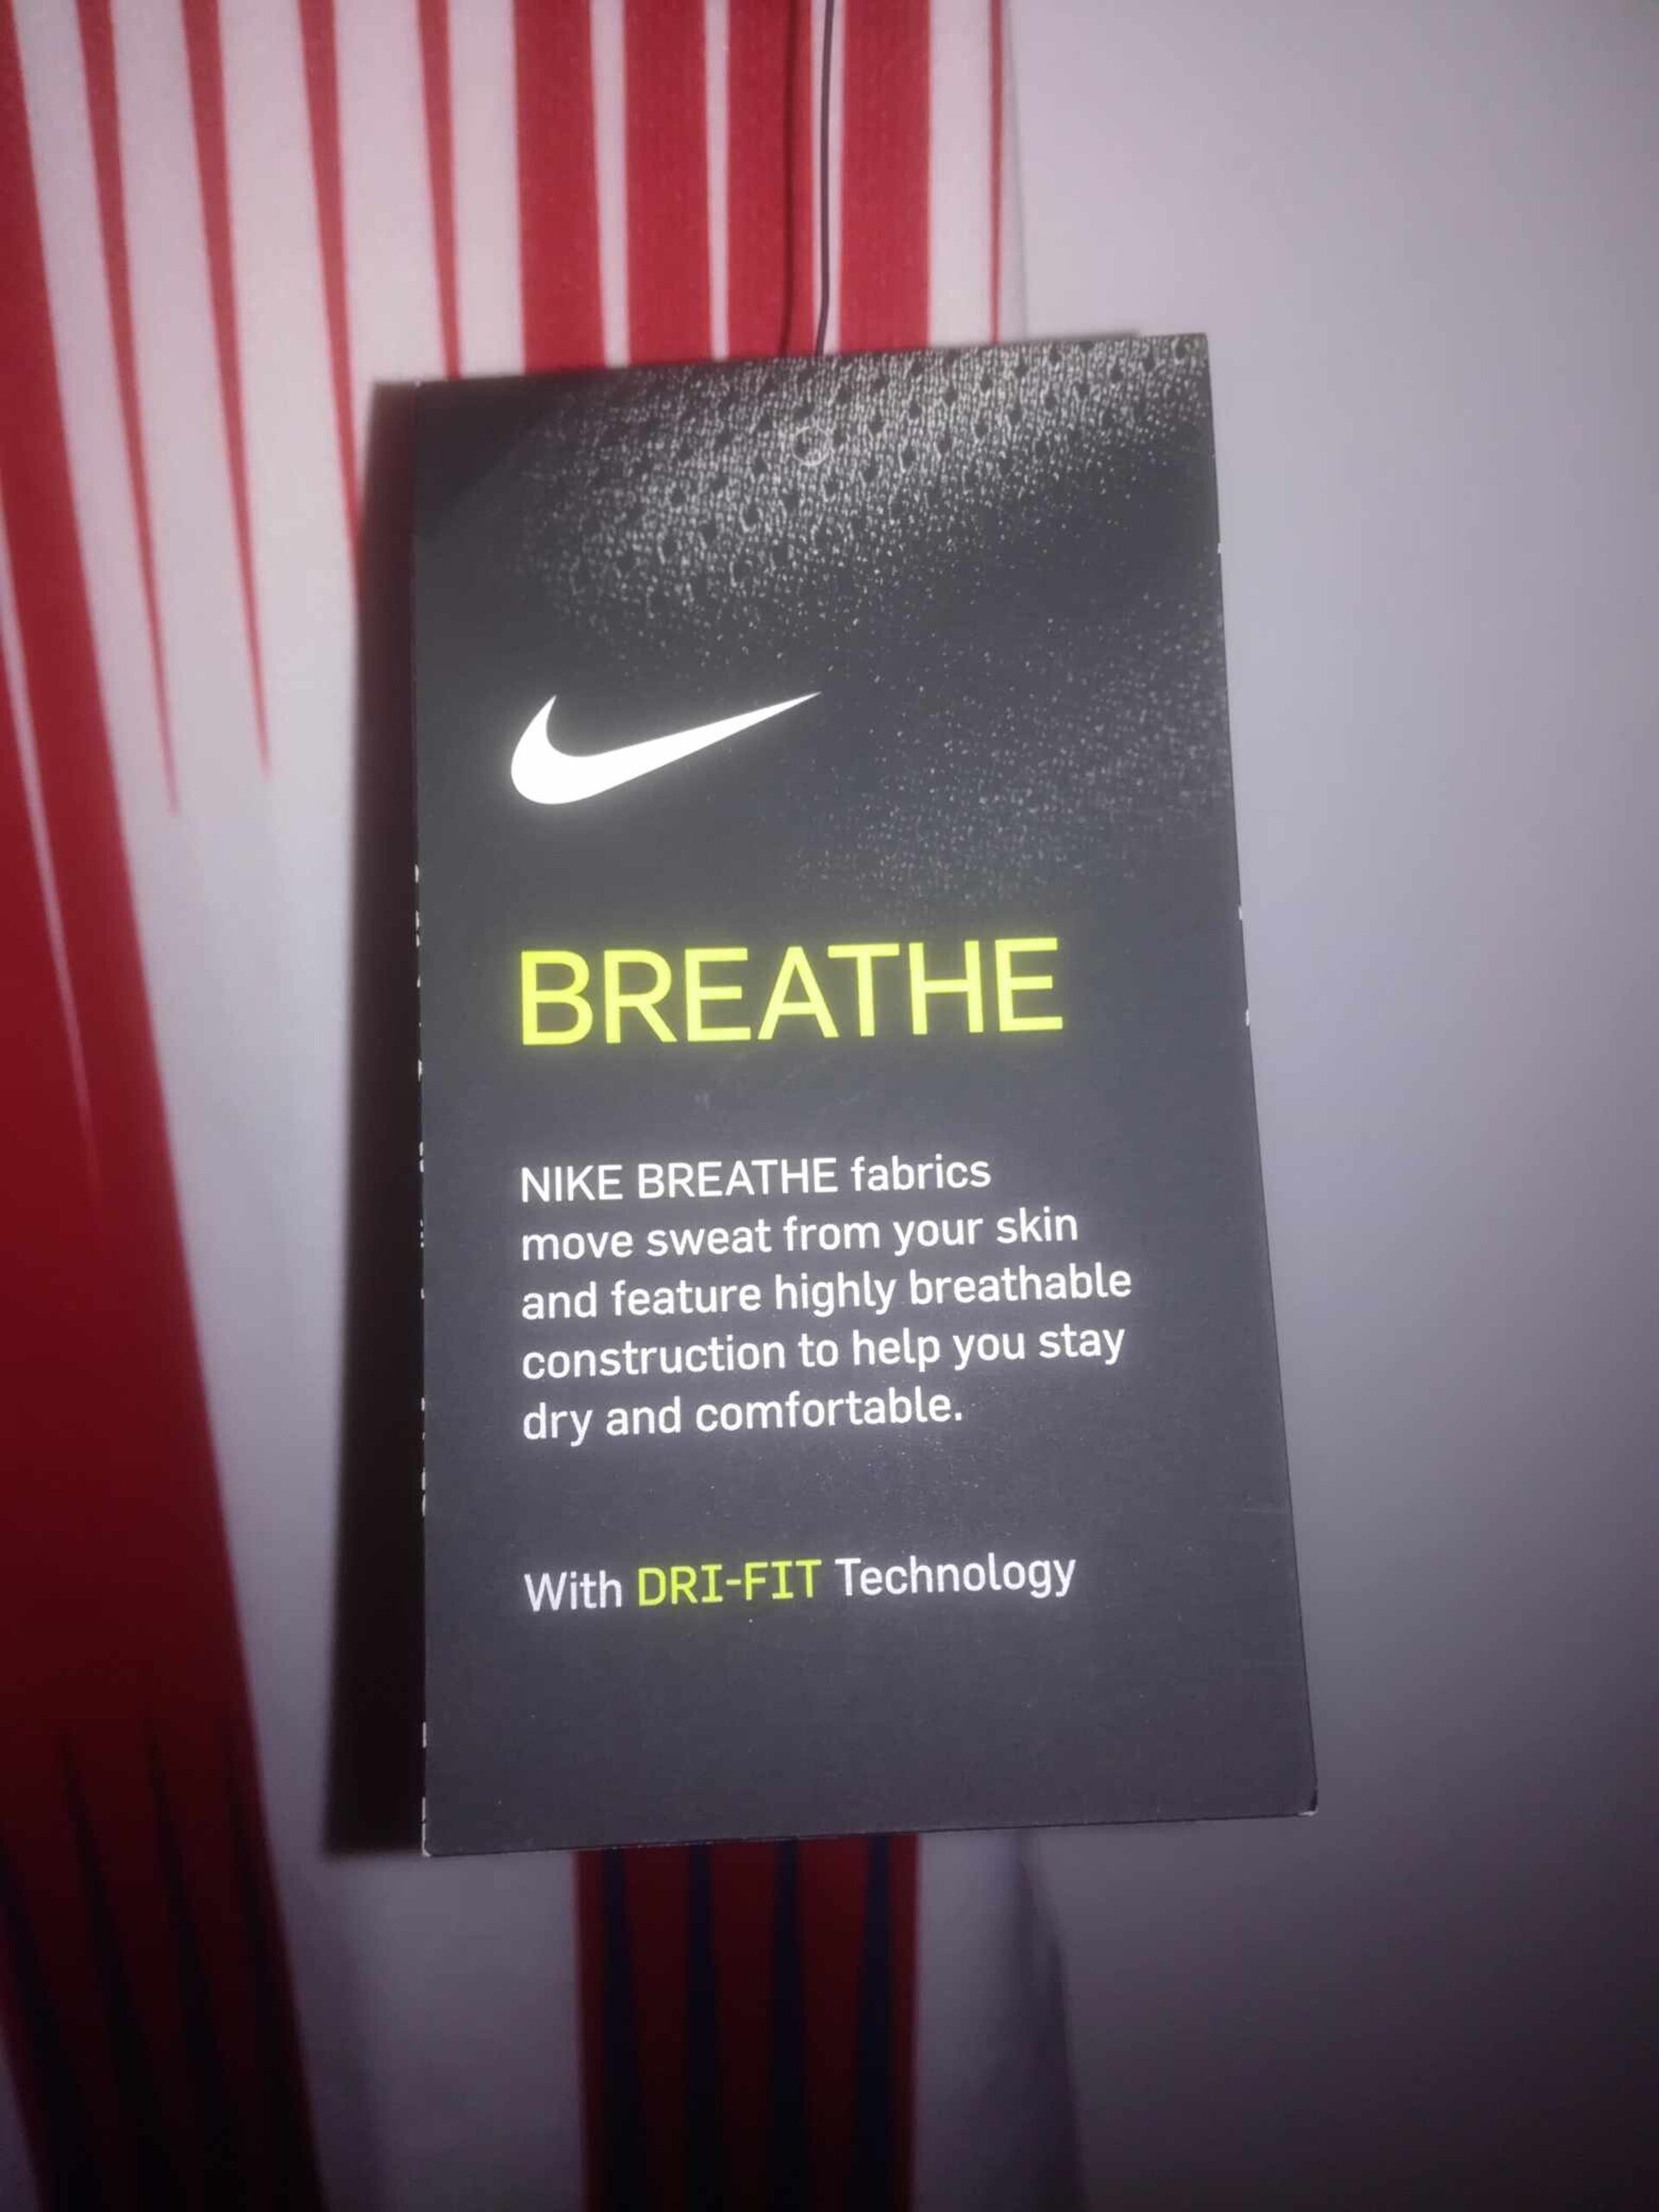 BREATHE
NIKE BREATHE fabrics
move sweat from your skin
and feature highly breathable
construction to help you stay
dry and comfortable.
With DRI-FIT Technology